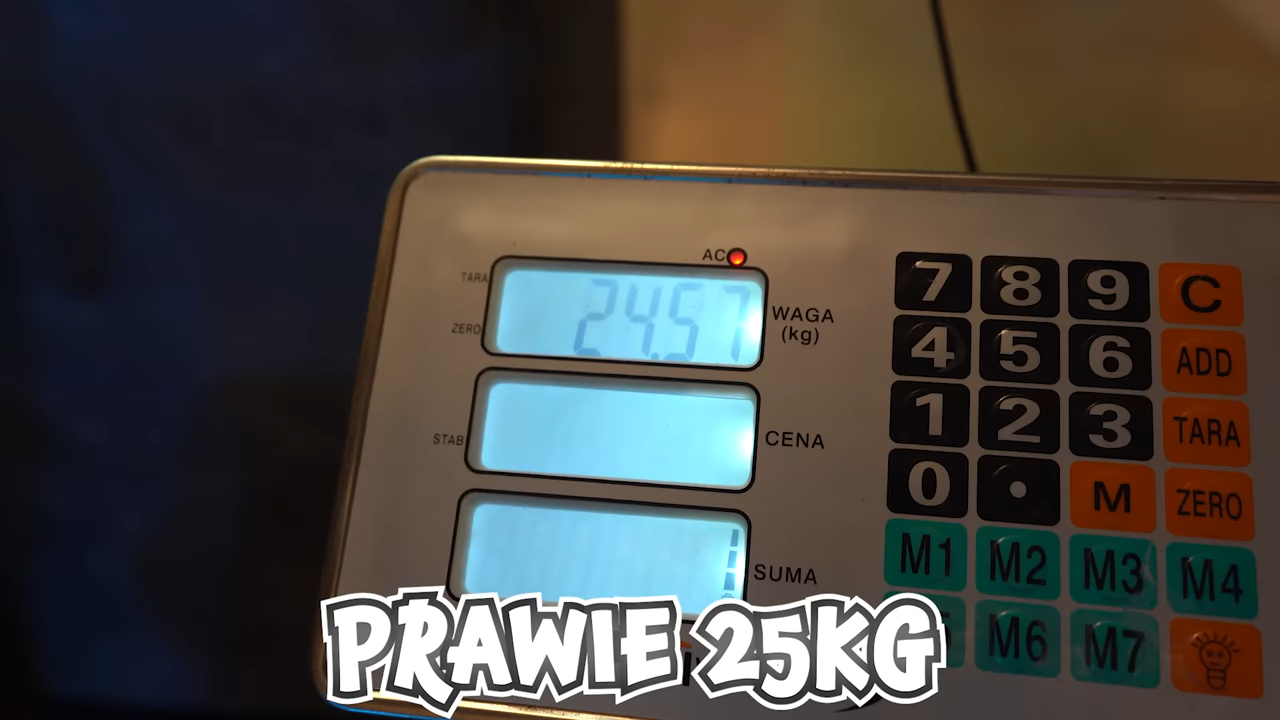 AC
TARA
24.57
WAGA
(kg)
ZERO
STAB
CENA
SUMA
7 8 9 C
4 5 6 ADD
1 2 3 TARA
0 . M ZERO
M1 M2 M3 M4
M6 M7
PRAWIE 25KG